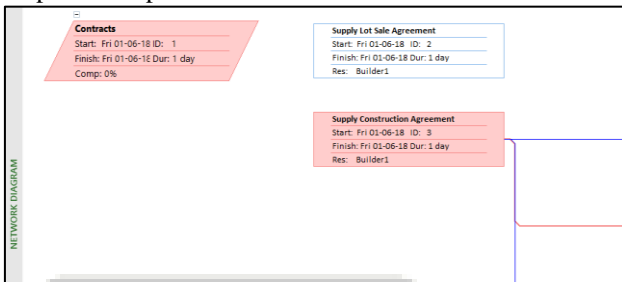 Contracts
Start: Fri 01-06-18 ID: 1
Finish: Fri 01-06-18 Dur: 1 day
Comp: 0%
Supply Lot Sale Agreement
Start: Fri 01-06-18 ID: 2
Finish: Fri 01-06-18 Dur: 1 day
Res: Builder1
Supply Construction Agreement
Start: Fri 01-06-18 ID: 3
Finish: Fri 01-06-18 Dur: 1 day
Res: Builder1
NETWORK DIAGRAM